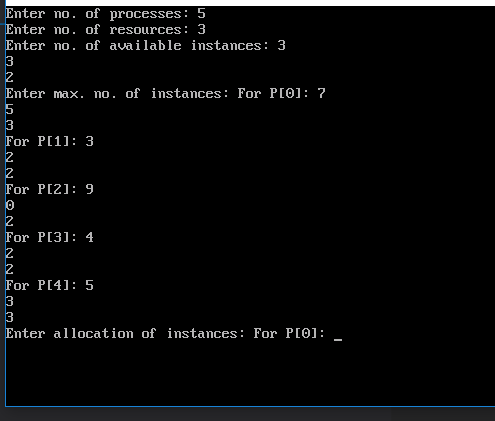 Enter no. of processes: 5
Enter no. of resources: 3
Enter no. of available instances: 3
3
2
Enter max. no. of instances: For P[0]: 7
5
3
For P[1]: 3
2
2
For P[2]: 9
0
2
For P[3]: 4
2
2
For P[4]: 5
3
3
Enter allocation of instances: For P[0]: _